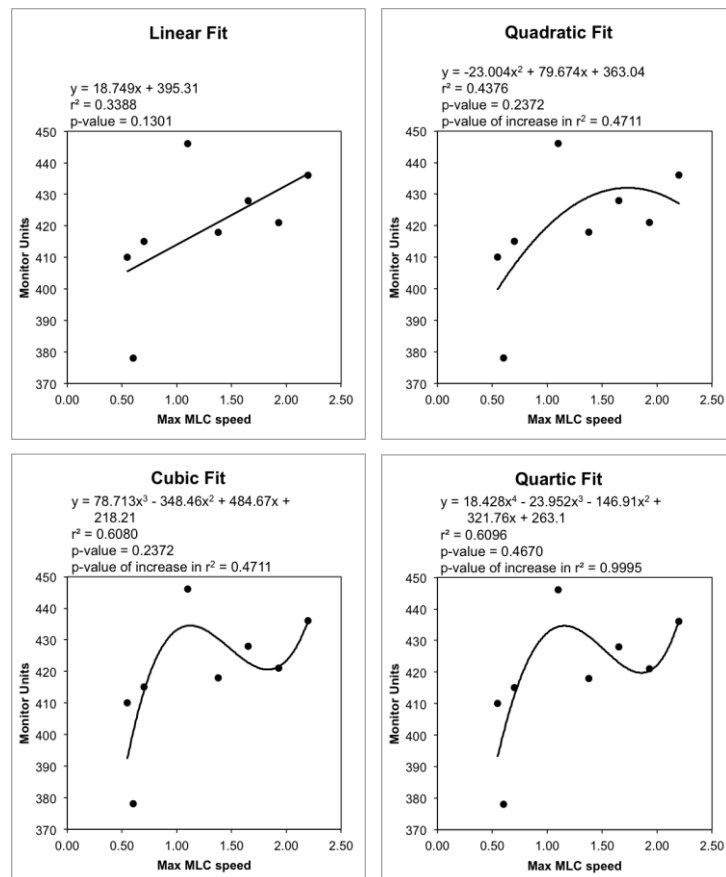 Linear Fit
y = 18.749x + 395.31
r² = 0.3388
p-value = 0.1301
450
440
430
420
410
400
390
380
370
Monitor Units
0.00 0.50 1.00 1.50 2.00 2.50
Max MLC speed
Quadratic Fit
y = -23.004x² + 79.674x + 363.04
r² = 0.4376
p-value = 0.2372
p-value of increase in r² = 0.4711
450
440
430
420
410
400
390
380
370
Monitor Units
0.00 0.50 1.00 1.50 2.00 2.50
Max MLC speed
Cubic Fit
y = 78.713x³ - 348.46x² + 484.67x +
218.21
r² = 0.6080
p-value = 0.2372
p-value of increase in r² = 0.4711
450
440
430
420
410
400
390
380
370
Monitor Units
0.00 0.50 1.00 1.50 2.00 2.50
Max MLC speed
Quartic Fit
y = 18.428x⁴ - 23.952x³ - 146.91x² +
321.76x + 263.1
r² = 0.6096
p-value = 0.4670
p-value of increase in r² = 0.9995
450
440
430
420
410
400
390
380
370
Monitor Units
0.00 0.50 1.00 1.50 2.00 2.50
Max MLC speed